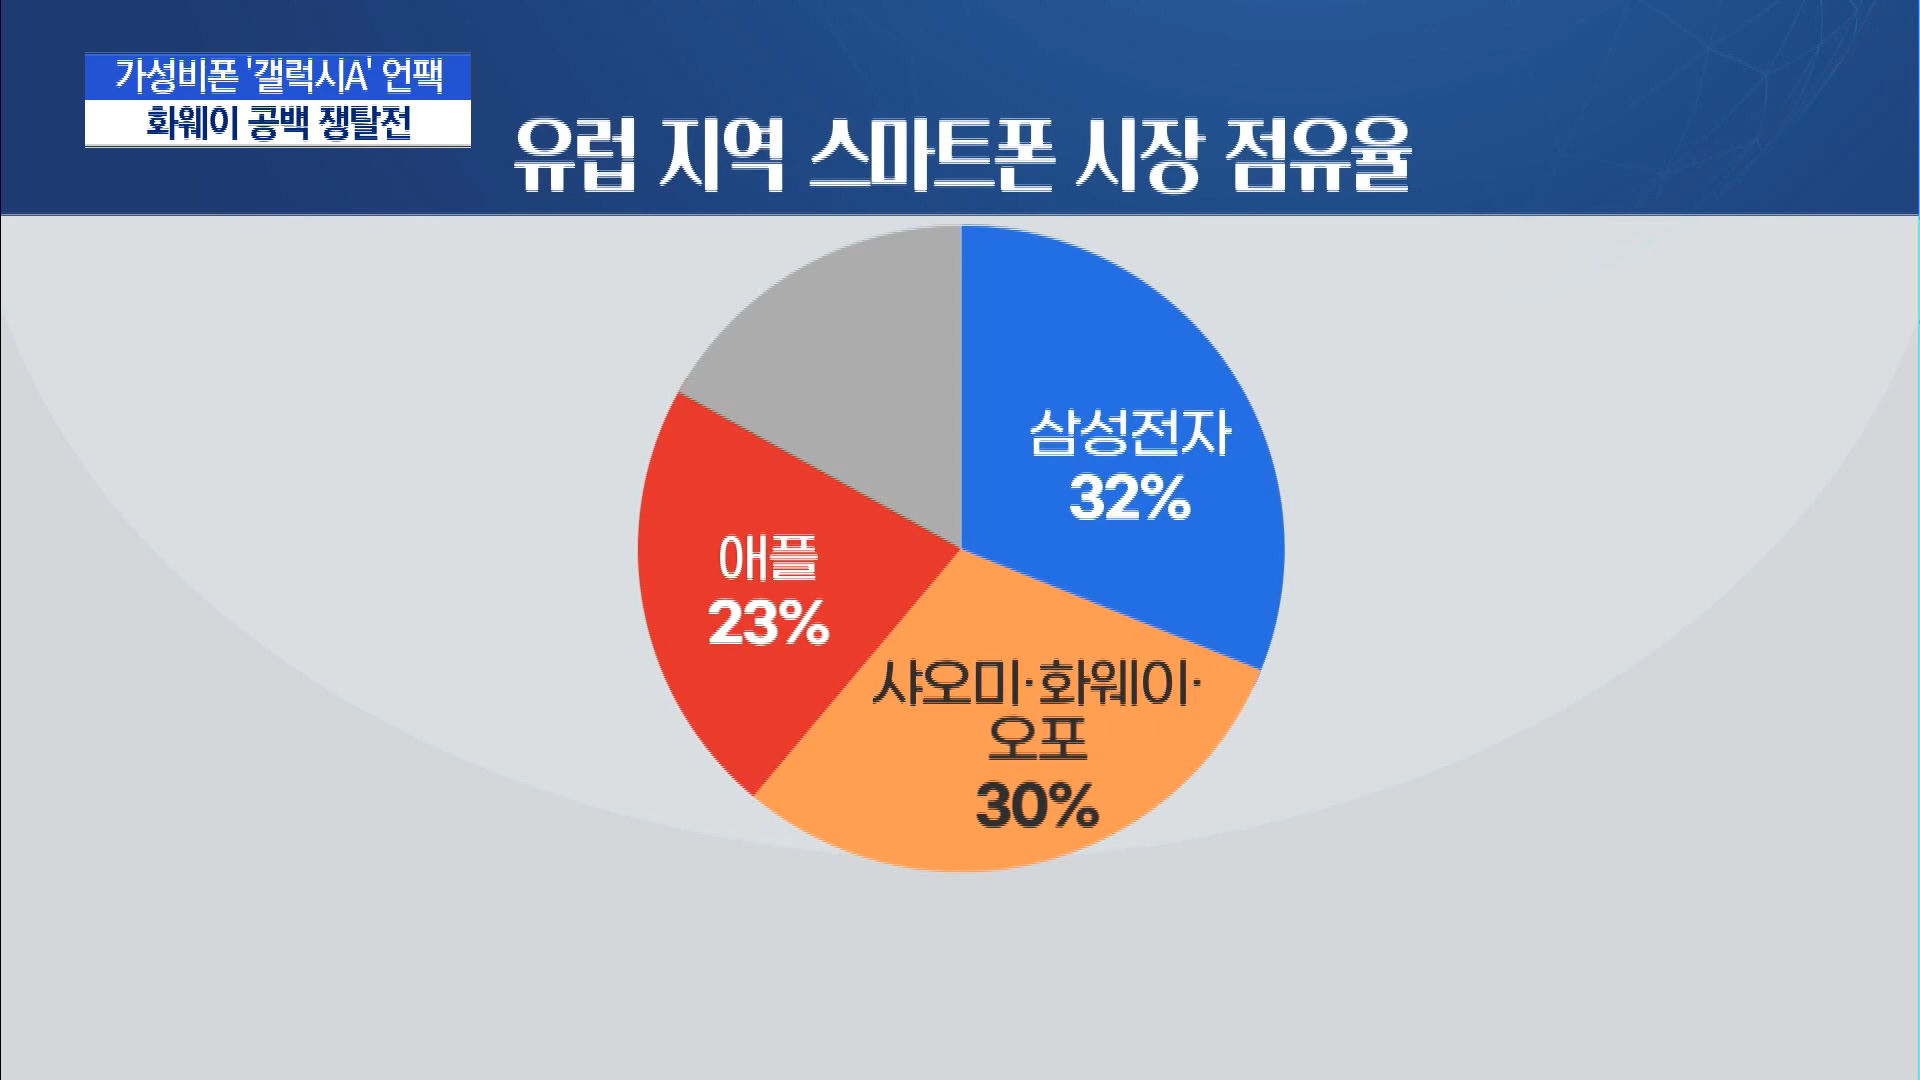 가성비폰 '갤럭시A' 언팩
화웨이 공백 쟁탈전
유럽 지역 스마트폰 시장 점유율
삼성전자
32%
애플
23%
샤오미·화웨이·
오포
30%